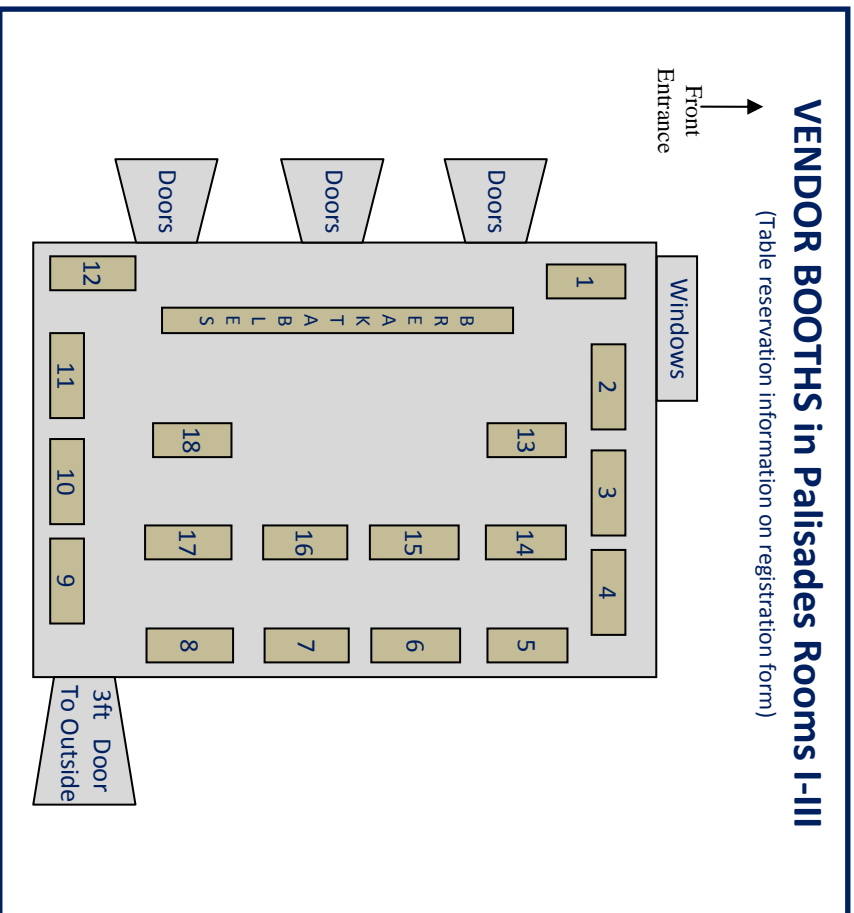 VENDOR BOOTHS in Palisades Rooms I-III
(Table reservation information on registration form)
Front
Entrance
Windows
Doors
Doors
Doors
1
2
3
4
B
R
E
A
K
T
A
B
L
E
S
13
14
5
15
6
16
7
18
17
8
12
11
10
9
3ft Door
To Outside